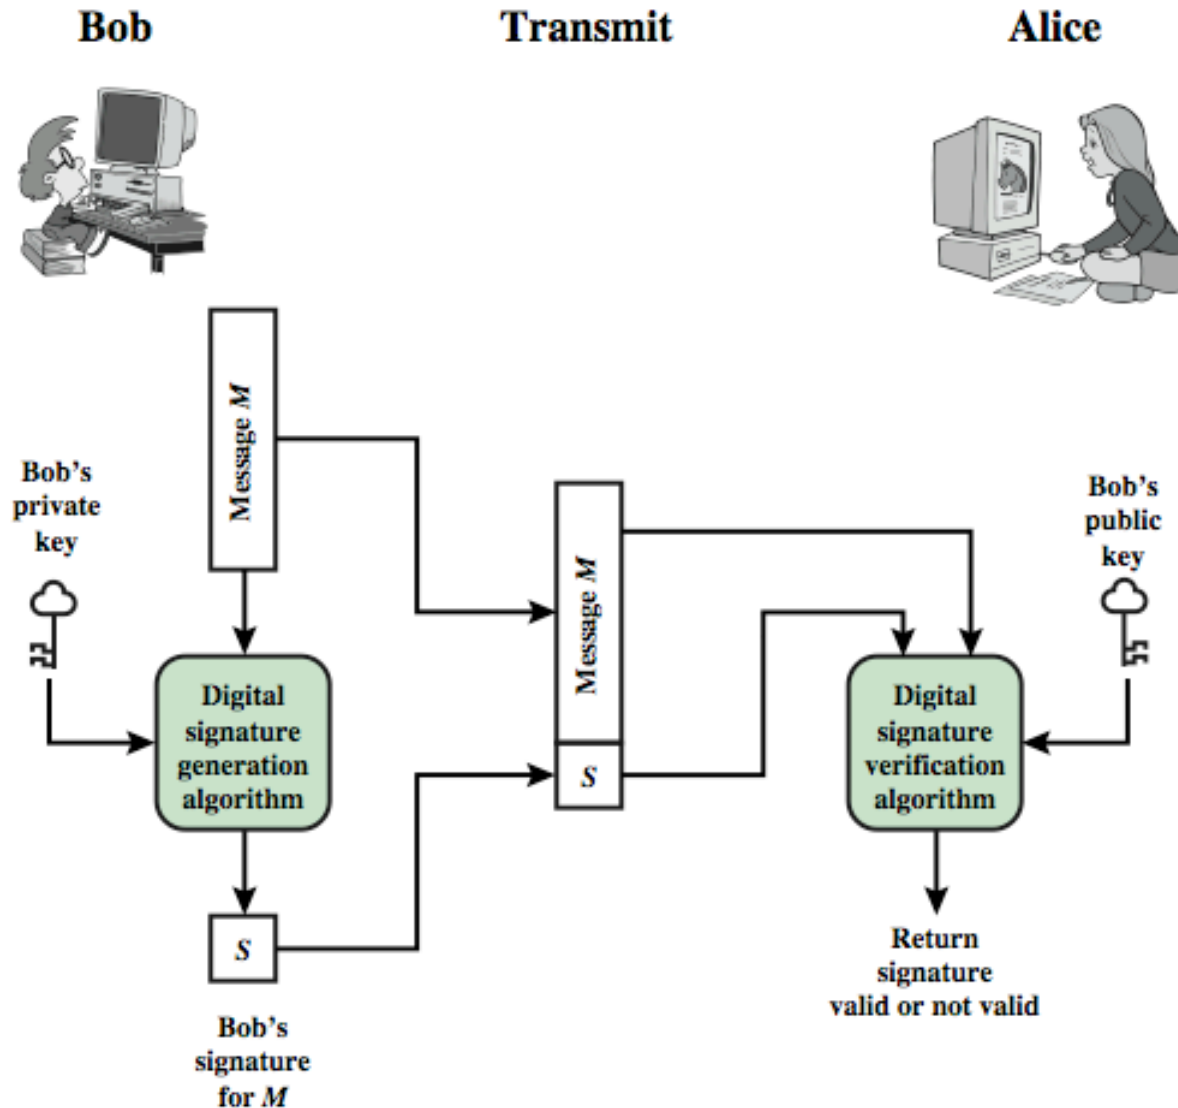 Bob
Transmit
Alice
Message M
Bob's
private
key
Digital
signature
generation
algorithm
S
Bob's
signature
for M
Message M
S
Bob's
public
key
Digital
signature
verification
algorithm
Return
signature
valid or not valid